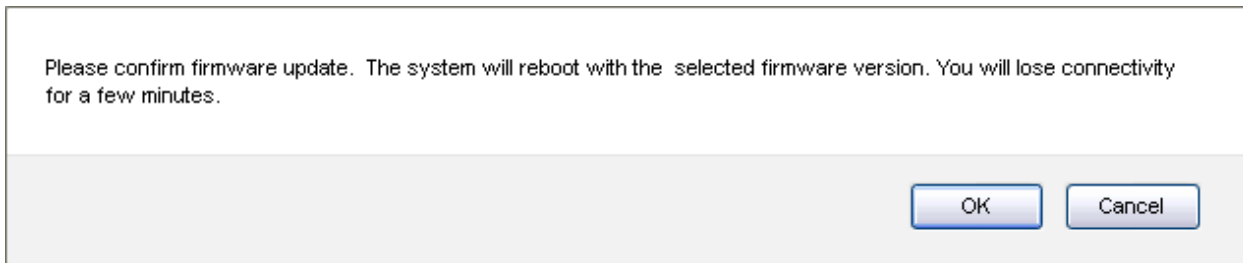 Please confirm firmware update.  The system will reboot with the  selected firmware version. You will lose connectivity
for a few minutes.
OK
Cancel